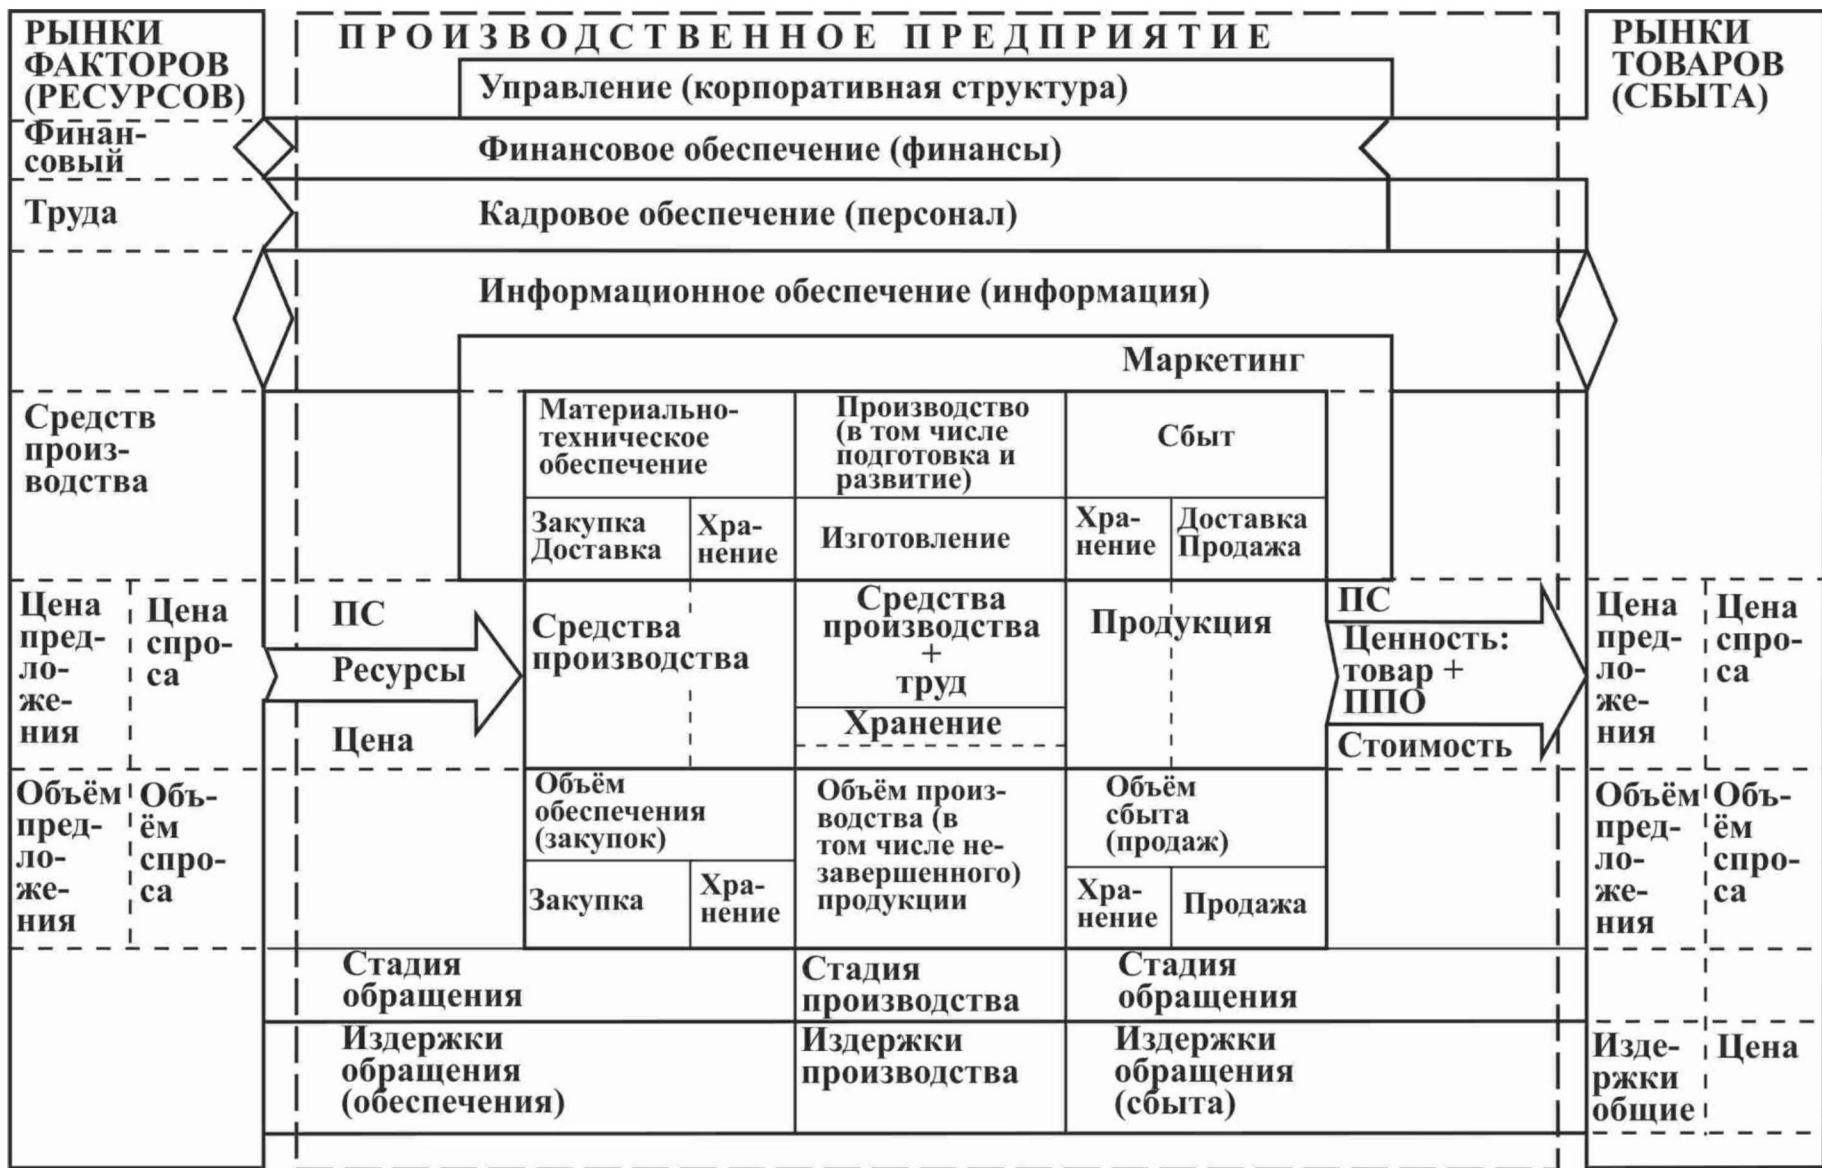 РЫНКИ
ФАКТОРОВ
(РЕСУРСОВ)
ПРОИЗВОДСТВЕННОЕ ПРЕДПРИЯТИЕ
РЫНКИ
ТОВАРОВ
(СБЫТА)
Управление (корпоративная структура)
Финан-
совый
Финансовое обеспечение (финансы)
Труда
Кадровое обеспечение (персонал)
Информационное обеспечение (информация)
Маркетинг
Средств
произ-
водства
Материально-
техническое
обеспечение
Производство
(в том числе
подготовка и
развитие)
Сбыт
Закупка
Доставка
Хра-
нение
Изготовление
Хра-
нение
Доставка
Продажа
Цена
пред-
ло-
же-
ния
Цена
спро-
са
ПС
Ресурсы
Цена
Средства
производства
Средства
производства
+
труд
Хранение
Продукция
ПС
Ценность:
товар +
ППО
Стоимость
Цена
пред-
ло-
же-
ния
Цена
спро-
са
Объём
пред-
ло-
же-
ния
Объ-
ём
спро-
са
Объём
обеспечения
(закупок)
Закупка
Хра-
нение
Объём произ-
водства (в
том числе не-
завершенного)
продукции
Объём
сбыта
(продаж)
Хра-
нение
Продажа
Объём
пред-
ло-
же-
ния
Объ-
ём
спро-
са
Стадия
обращения
Стадия
производства
Стадия
обращения
Издержки
обращения
(обеспечения)
Издержки
производства
Издержки
обращения
(сбыта)
Изде-
ржки
общие
Цена